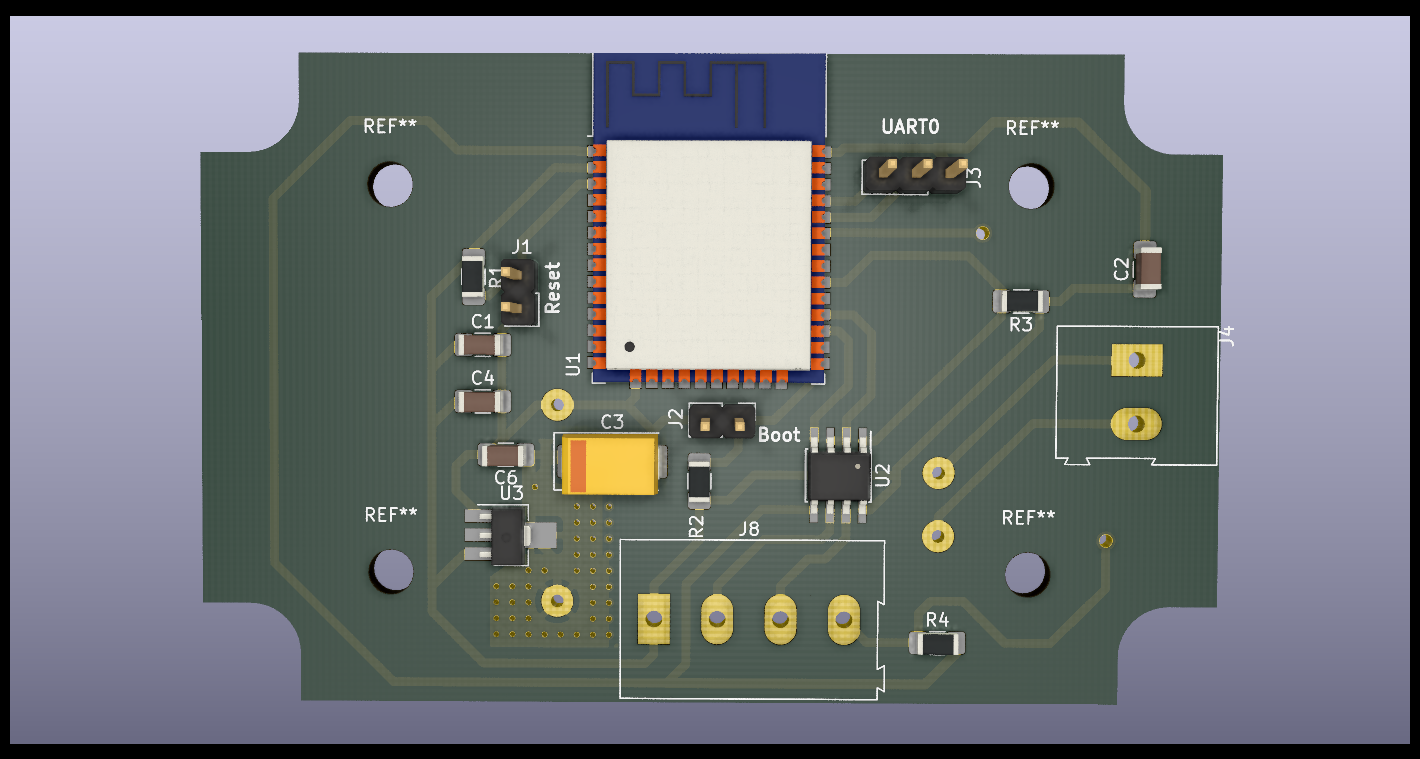 REF**
UART0
REF**
J3
J1
R1
Reset
C2
C1
R3
J4
U1
C4
J2
C3
Boot
C6
U3
U2
REF**
R2
J8
REF**
R4